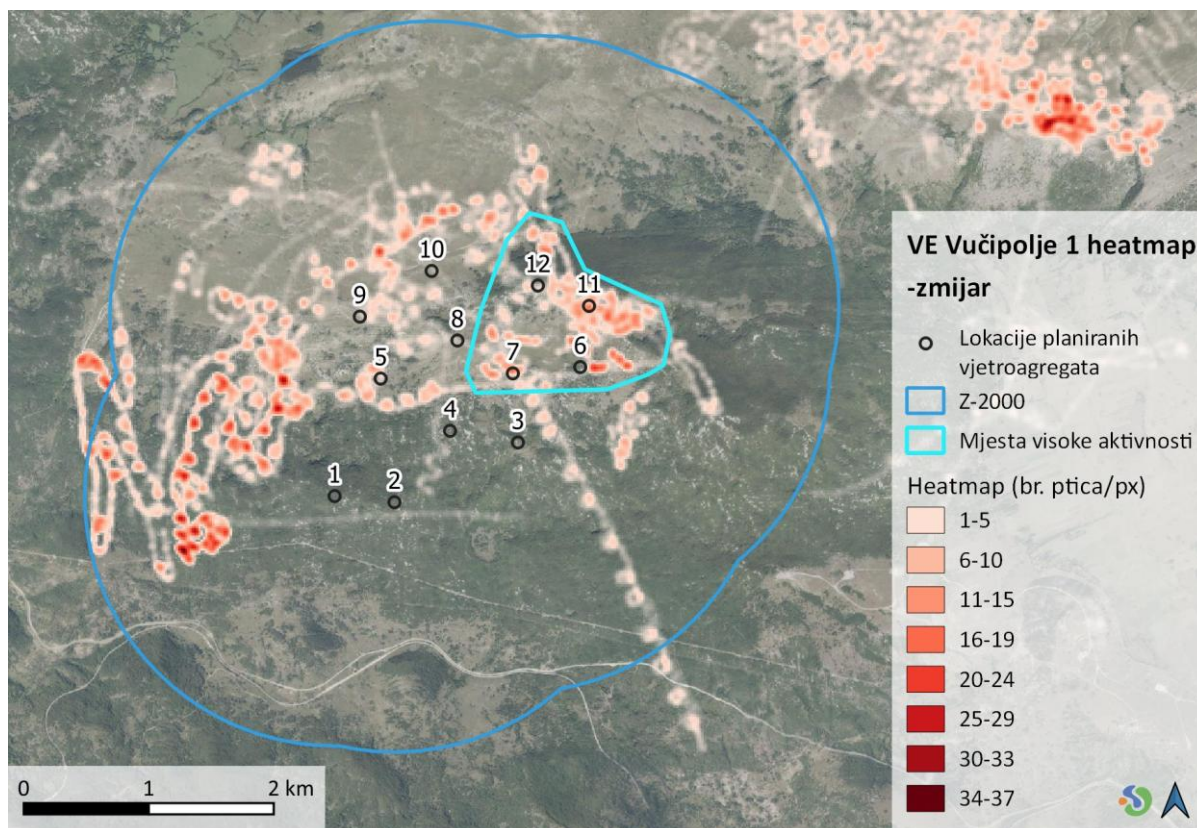 10
12
11
9
8
7
6
5
4
3
1
2
VE Vučipolje 1 heatmap
-zmijar
Lokacije planiranih
vjetroagregata
Z-2000
Mjesta visoke aktivnosti
Heatmap (br. ptica/px)
1-5
6-10
11-15
16-19
20-24
25-29
30-33
34-37
0 1 2 km